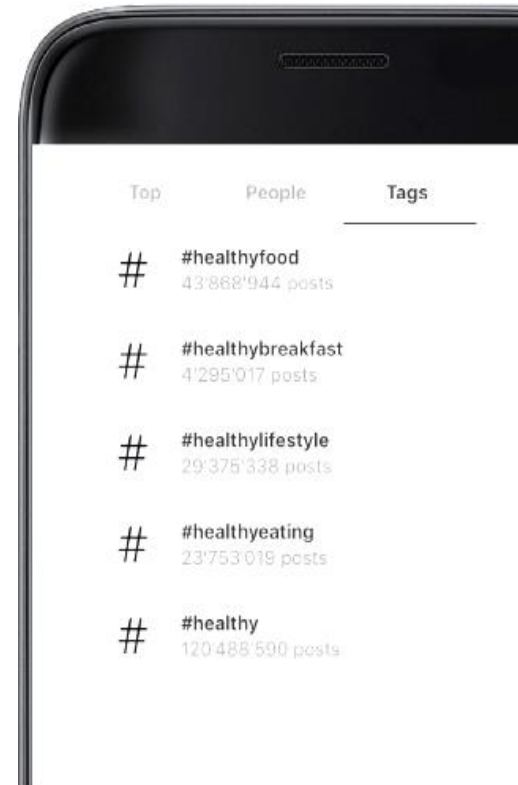 Top People Tags
# #healthyfood
43'868'944 posts
# #healthybreakfast
4'295'017 posts
# #healthylifestyle
29'375'338 posts
# #healthyeating
23'753'019 posts
# #healthy
120'488'590 posts